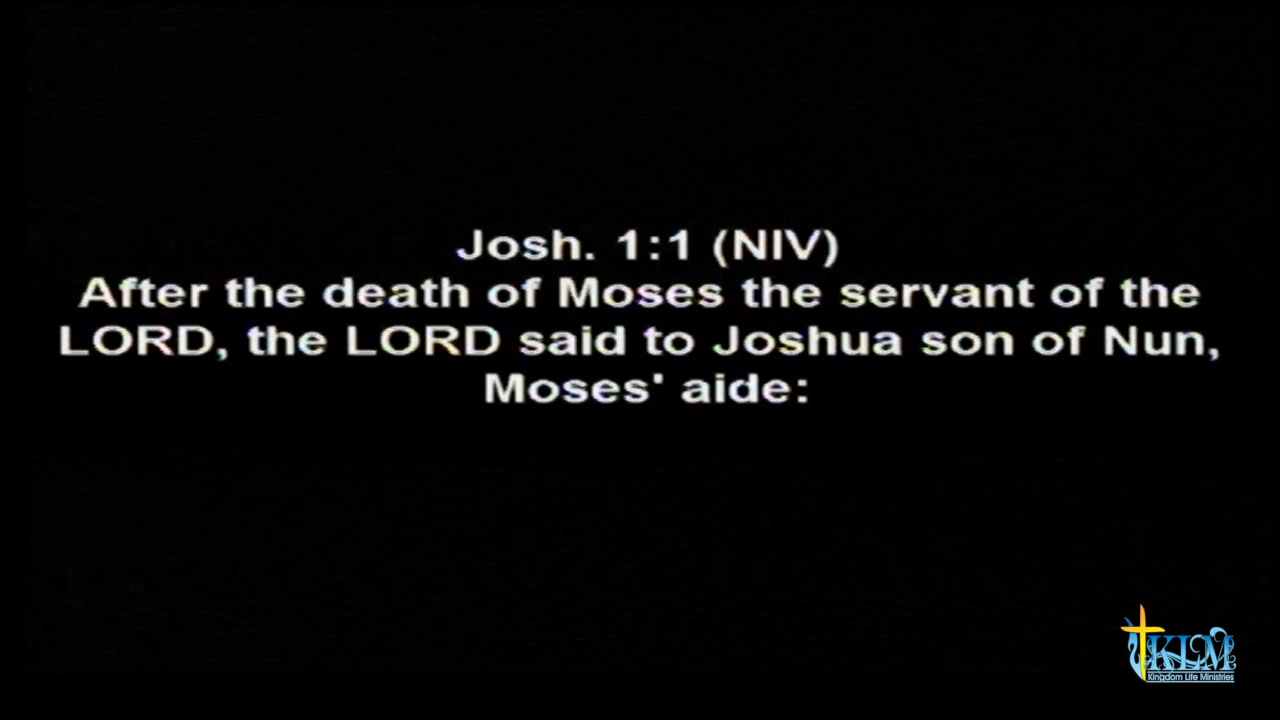 Josh. 1:1 (NIV)
After the death of Moses the servant of the
LORD, the LORD said to Joshua son of Nun,
Moses' aide:
KLM
Kingdom Life Ministries